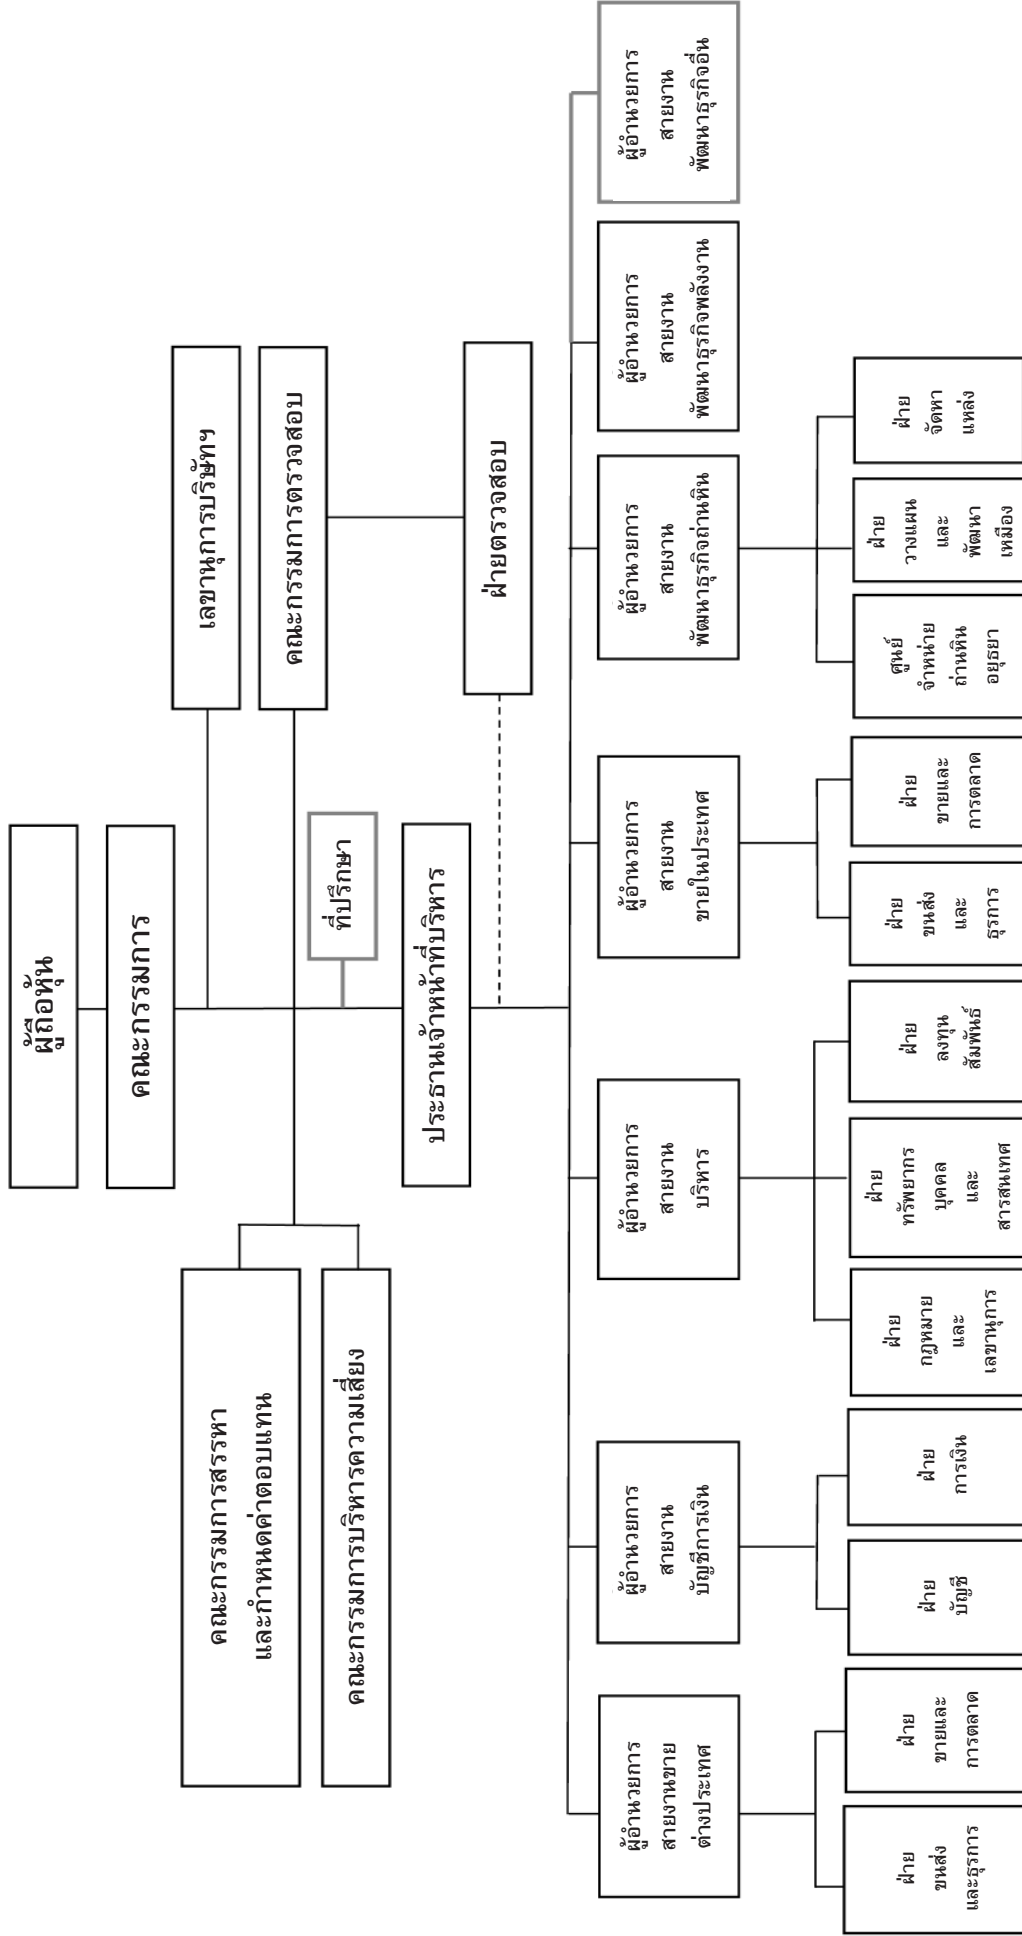 ผู้ถือหุ้น
คณะกรรมการ
เลขานุการบริษัทฯ
คณะกรรมการสรรหา
และกำหนดค่าตอบแทน
คณะกรรมการตรวจสอบ
คณะกรรมการบริหารความเสี่ยง
ที่ปรึกษา
ประธานเจ้าหน้าที่บริหาร
ฝ่ายตรวจสอบ
ผู้อำนวยการ
สายงานขาย
ต่างประเทศ
ผู้อำนวยการ
สายงาน
บัญชีการเงิน
ผู้อำนวยการ
สายงาน
บริหาร
ผู้อำนวยการ
สายงาน
ขายในประเทศ
ผู้อำนวยการ
สายงาน
พัฒนาธุรกิจถ่านหิน
ผู้อำนวยการ
สายงาน
พัฒนาธุรกิจพลังงาน
ผู้อำนวยการ
สายงาน
พัฒนาธุรกิจอื่น
ฝ่าย
ขนส่ง
และธุรการ
ฝ่าย
ขายและ
การตลาด
ฝ่าย
บัญชี
ฝ่าย
การเงิน
ฝ่าย
กฎหมาย
และ
เลขานุการ
ฝ่าย
ทรัพยากร
บุคคล
และ
สารสนเทศ
ฝ่าย
ลงทุน
สัมพันธ์
ฝ่าย
ขนส่ง
และ
ธุรการ
ฝ่าย
ขายและ
การตลาด
ศูนย์
จำหน่าย
ถ่านหิน
อยุธยา
ฝ่าย
วางแผน
และ
พัฒนา
เหมือง
ฝ่าย
จัดหา
แหล่ง